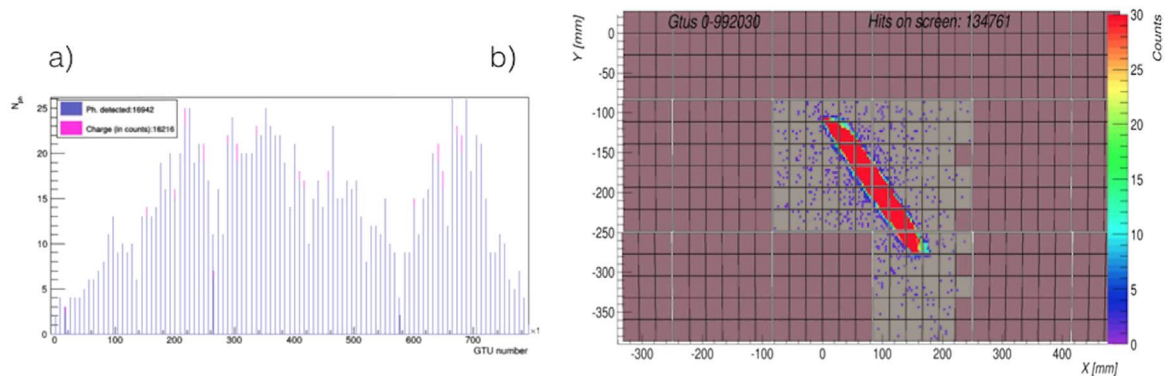 a)
N_ph
25
20
15
10
5
0
Ph. detected:16942
Charge (in counts):16216
0 100 200 300 400 500 600 700
×1
GTU number
b)
Gtus 0-992030 Hits on screen: 134761
Y [mm]
0
-50
-100
-150
-200
-250
-300
-350
-300 -200 -100 0 100 200 300 400
X [mm]
Counts
30
25
20
15
10
5
0